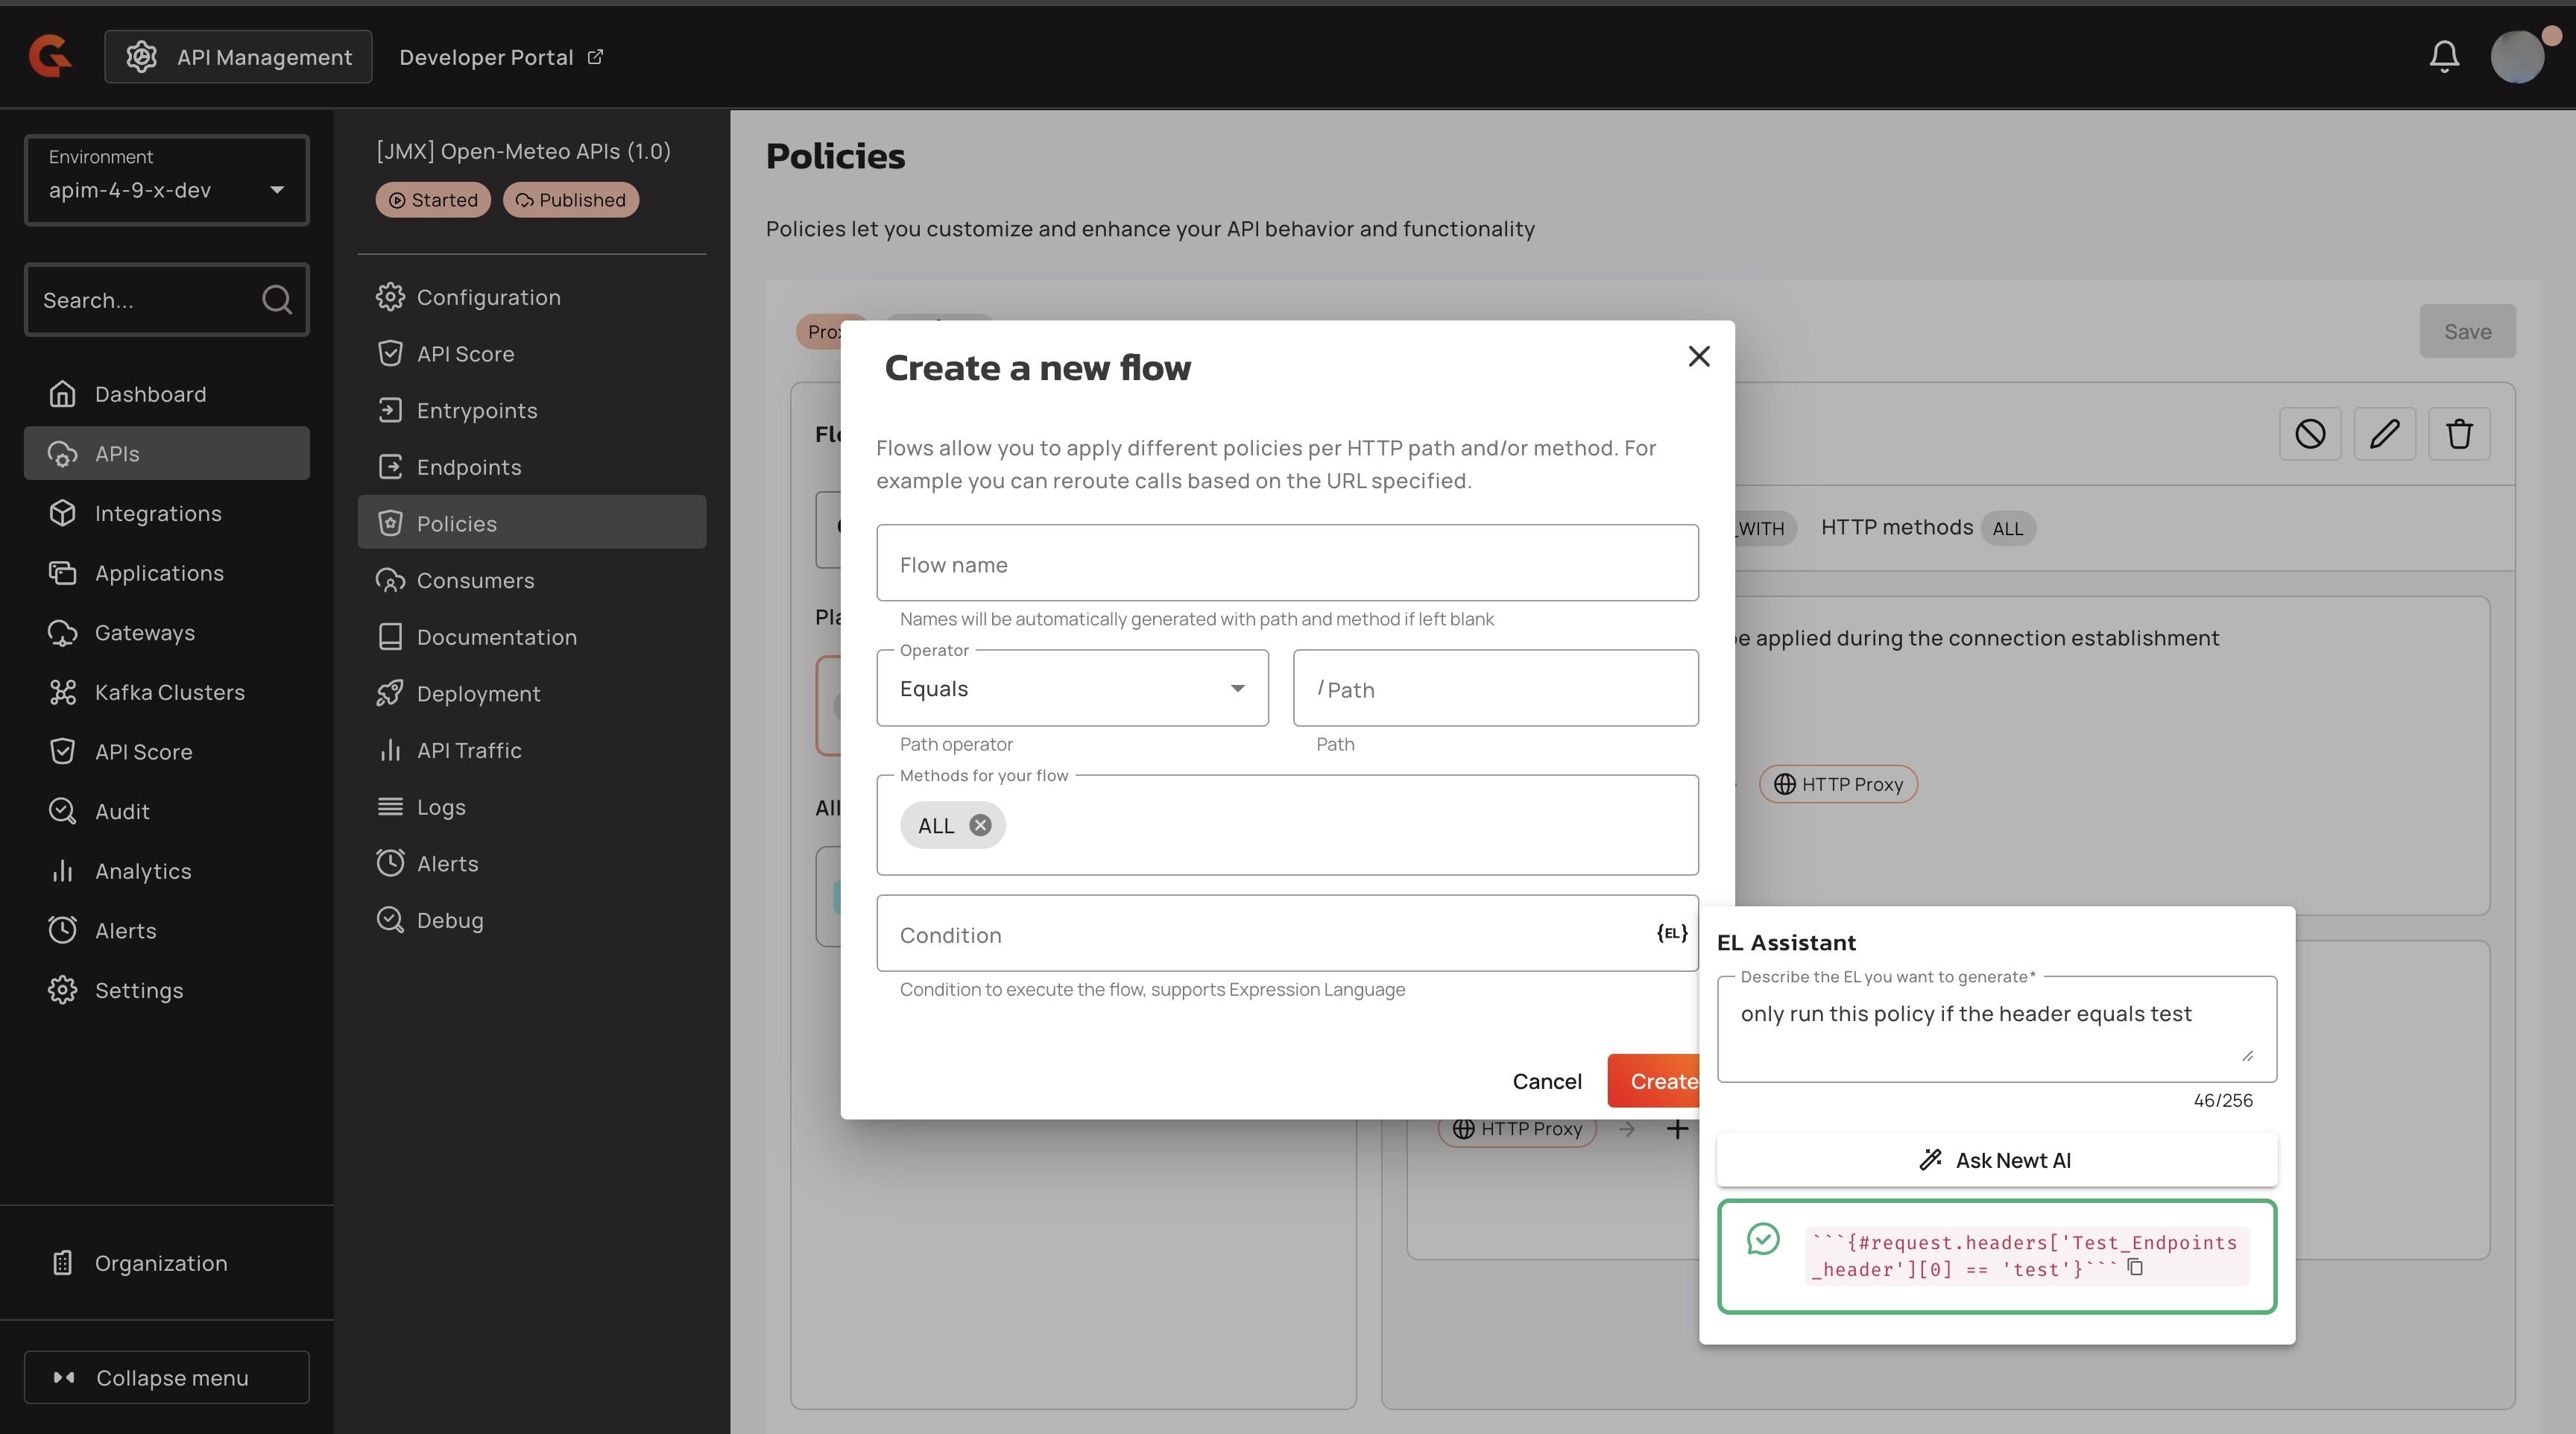 API Management
Developer Portal
Environment
apim-4-9-x-dev
Search...
Dashboard
APIs
Integrations
Applications
Gateways
Kafka Clusters
API Score
Audit
Analytics
Alerts
Settings
Organization
Collapse menu
[JMX] Open-Meteo APIs (1.0)
Started
Published
Configuration
API Score
Entrypoints
Endpoints
Policies
Consumers
Documentation
Deployment
API Traffic
Logs
Alerts
Debug
Policies
Policies let you customize and enhance your API behavior and functionality
Save
_WITH HTTP methods ALL
be applied during the connection establishment
HTTP Proxy
HTTP Proxy
Create a new flow
Flows allow you to apply different policies per HTTP path and/or method. For
example you can reroute calls based on the URL specified.
Flow name
Names will be automatically generated with path and method if left blank
Operator
Equals
/ Path
Path operator
Path
Methods for your flow
ALL
Condition
{EL}
Condition to execute the flow, supports Expression Language
Cancel
Create
EL Assistant
Describe the EL you want to generate*
only run this policy if the header equals test
46/256
Ask Newt AI
```{#request.headers['Test_Endpoints
_header'][0] == 'test'}```